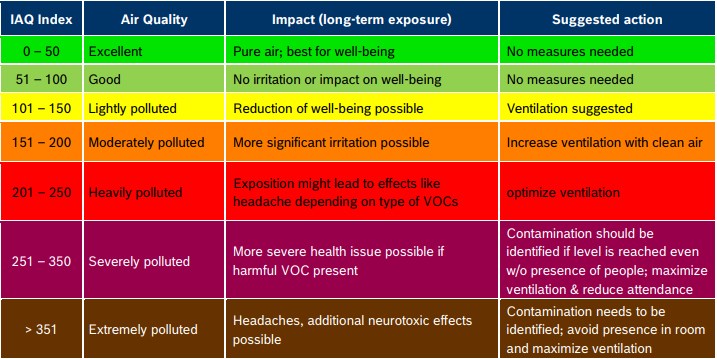 IAQ Index Air Quality Impact (long-term exposure) Suggested action
0 – 50 Excellent Pure air; best for well-being No measures needed
51 – 100 Good No irritation or impact on well-being No measures needed
101 – 150 Lightly polluted Reduction of well-being possible Ventilation suggested
151 – 200 Moderately polluted More significant irritation possible Increase ventilation with clean air
201 – 250 Heavily polluted
Exposition might lead to effects like
headache depending on type of VOCs
optimize ventilation
251 – 350 Severely polluted
More severe health issue possible if
harmful VOC present
Contamination should be
identified if level is reached even
w/o presence of people; maximize
ventilation & reduce attendance
> 351 Extremely polluted
Headaches, additional neurotoxic effects
possible
Contamination needs to be
identified; avoid presence in room
and maximize ventilation